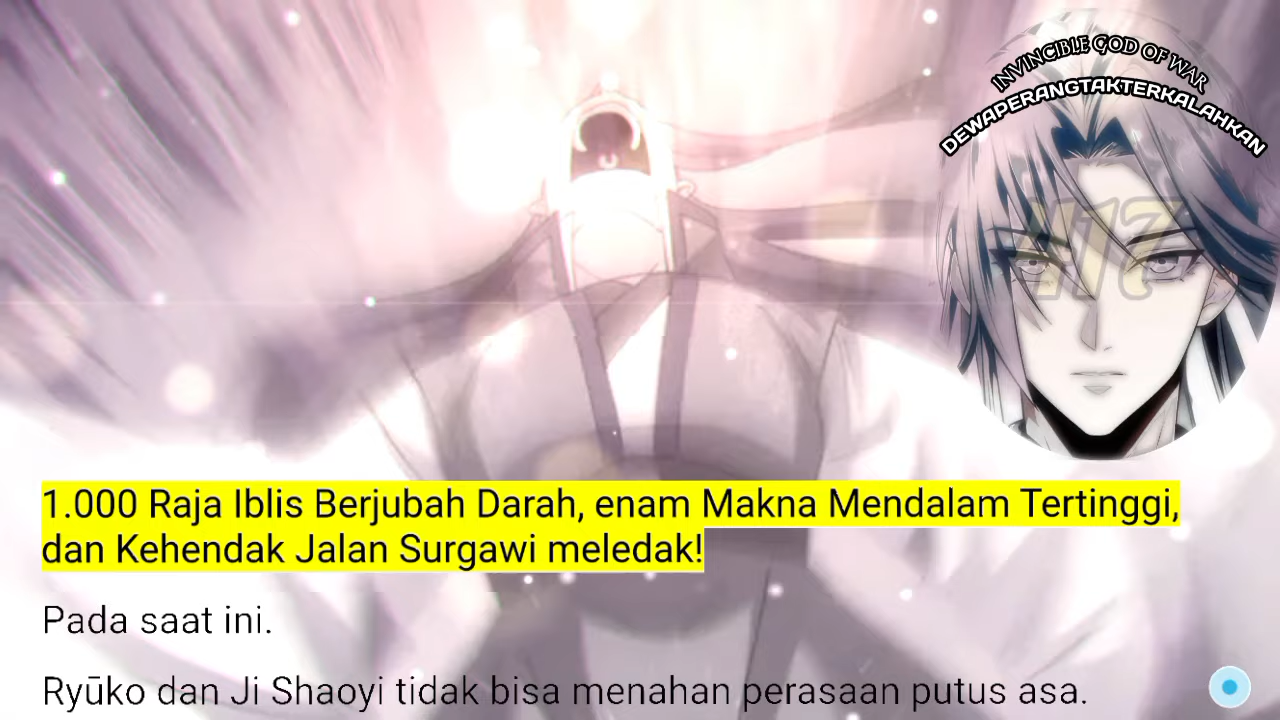 INVINCIBLE GOD OF WAR
DEWAPERANGTAKTERKALAHKAN
417
1.000 Raja Iblis Berjubah Darah, enam Makna Mendalam Tertinggi,
dan Kehendak Jalan Surgawi meledak!
Pada saat ini.
Ryūko dan Ji Shaoyi tidak bisa menahan perasaan putus asa.